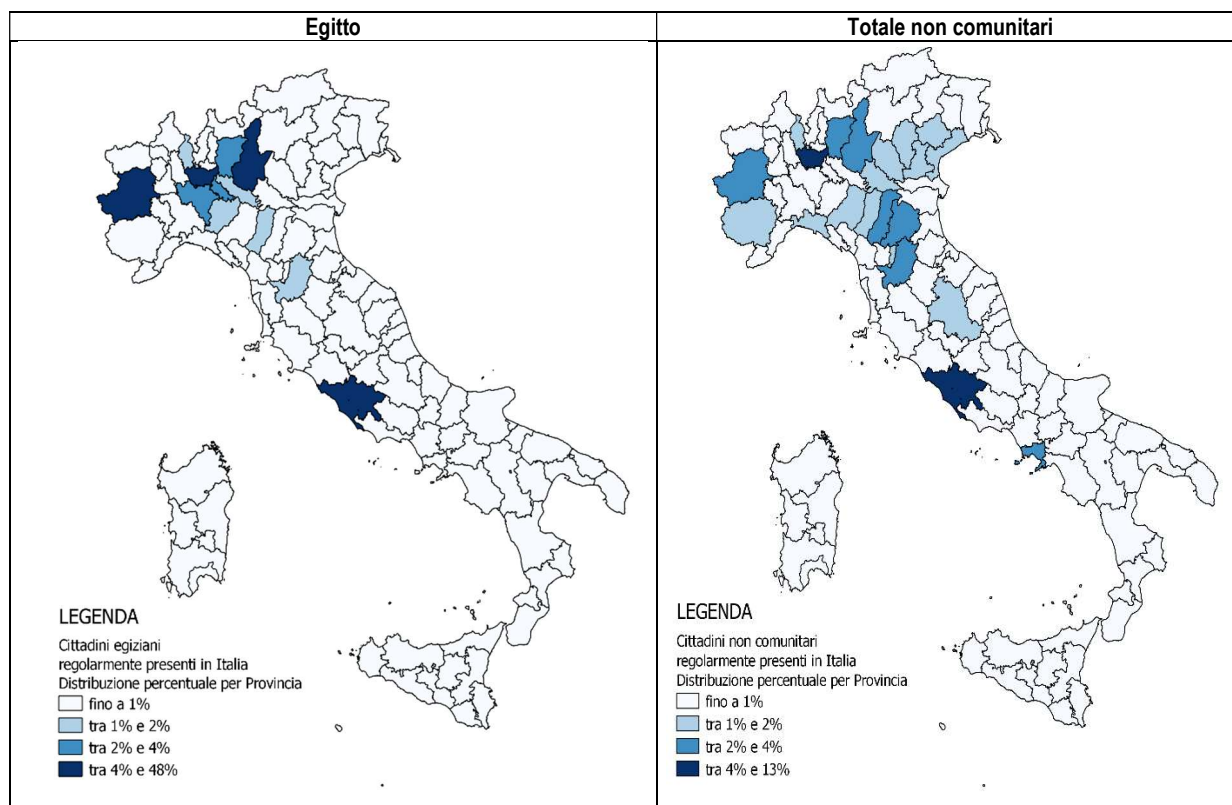 Egitto
Totale non comunitari
LEGENDA
Cittadini egiziani
regolarmente presenti in Italia
Distribuzione percentuale per Provincia
fino a 1%
tra 1% e 2%
tra 2% e 4%
tra 4% e 48%
LEGENDA
Cittadini non comunitari
regolarmente presenti in Italia
Distribuzione percentuale per Provincia
fino a 1%
tra 1% e 2%
tra 2% e 4%
tra 4% e 13%